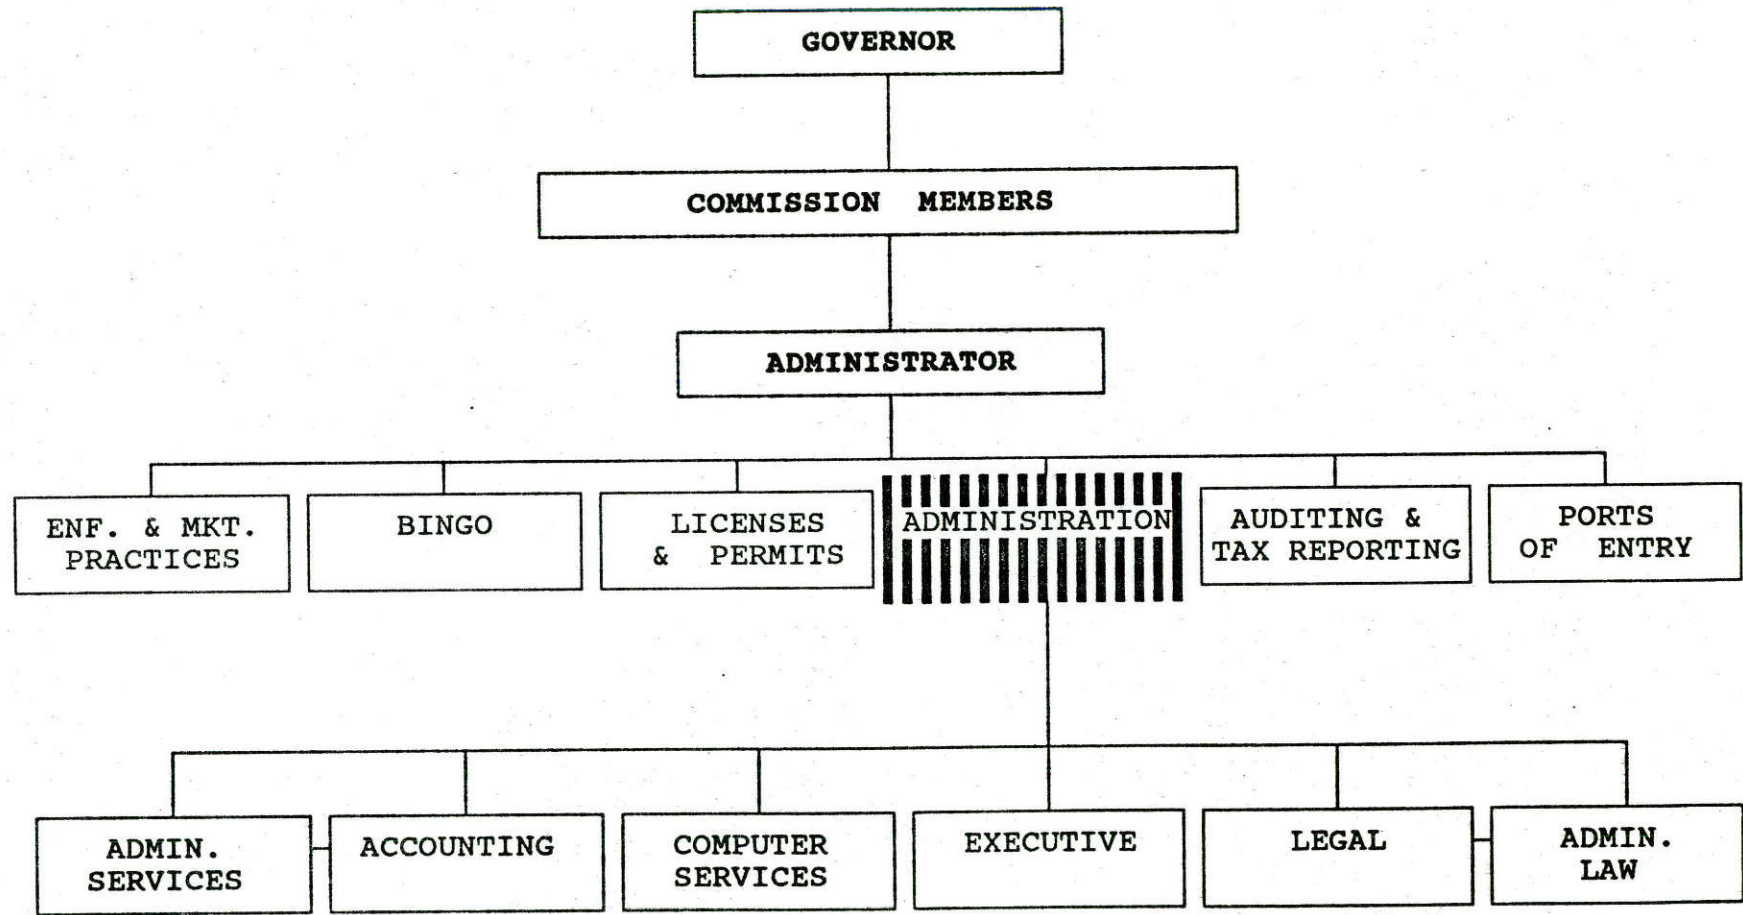 GOVERNOR
COMMISSION MEMBERS
ADMINISTRATOR
ENF. & MKT.
PRACTICES
BINGO
LICENSES
& PERMITS
ADMINISTRATION
AUDITING &
TAX REPORTING
PORTS
OF ENTRY
ADMIN.
SERVICES
ACCOUNTING
COMPUTER
SERVICES
EXECUTIVE
LEGAL
ADMIN.
LAW